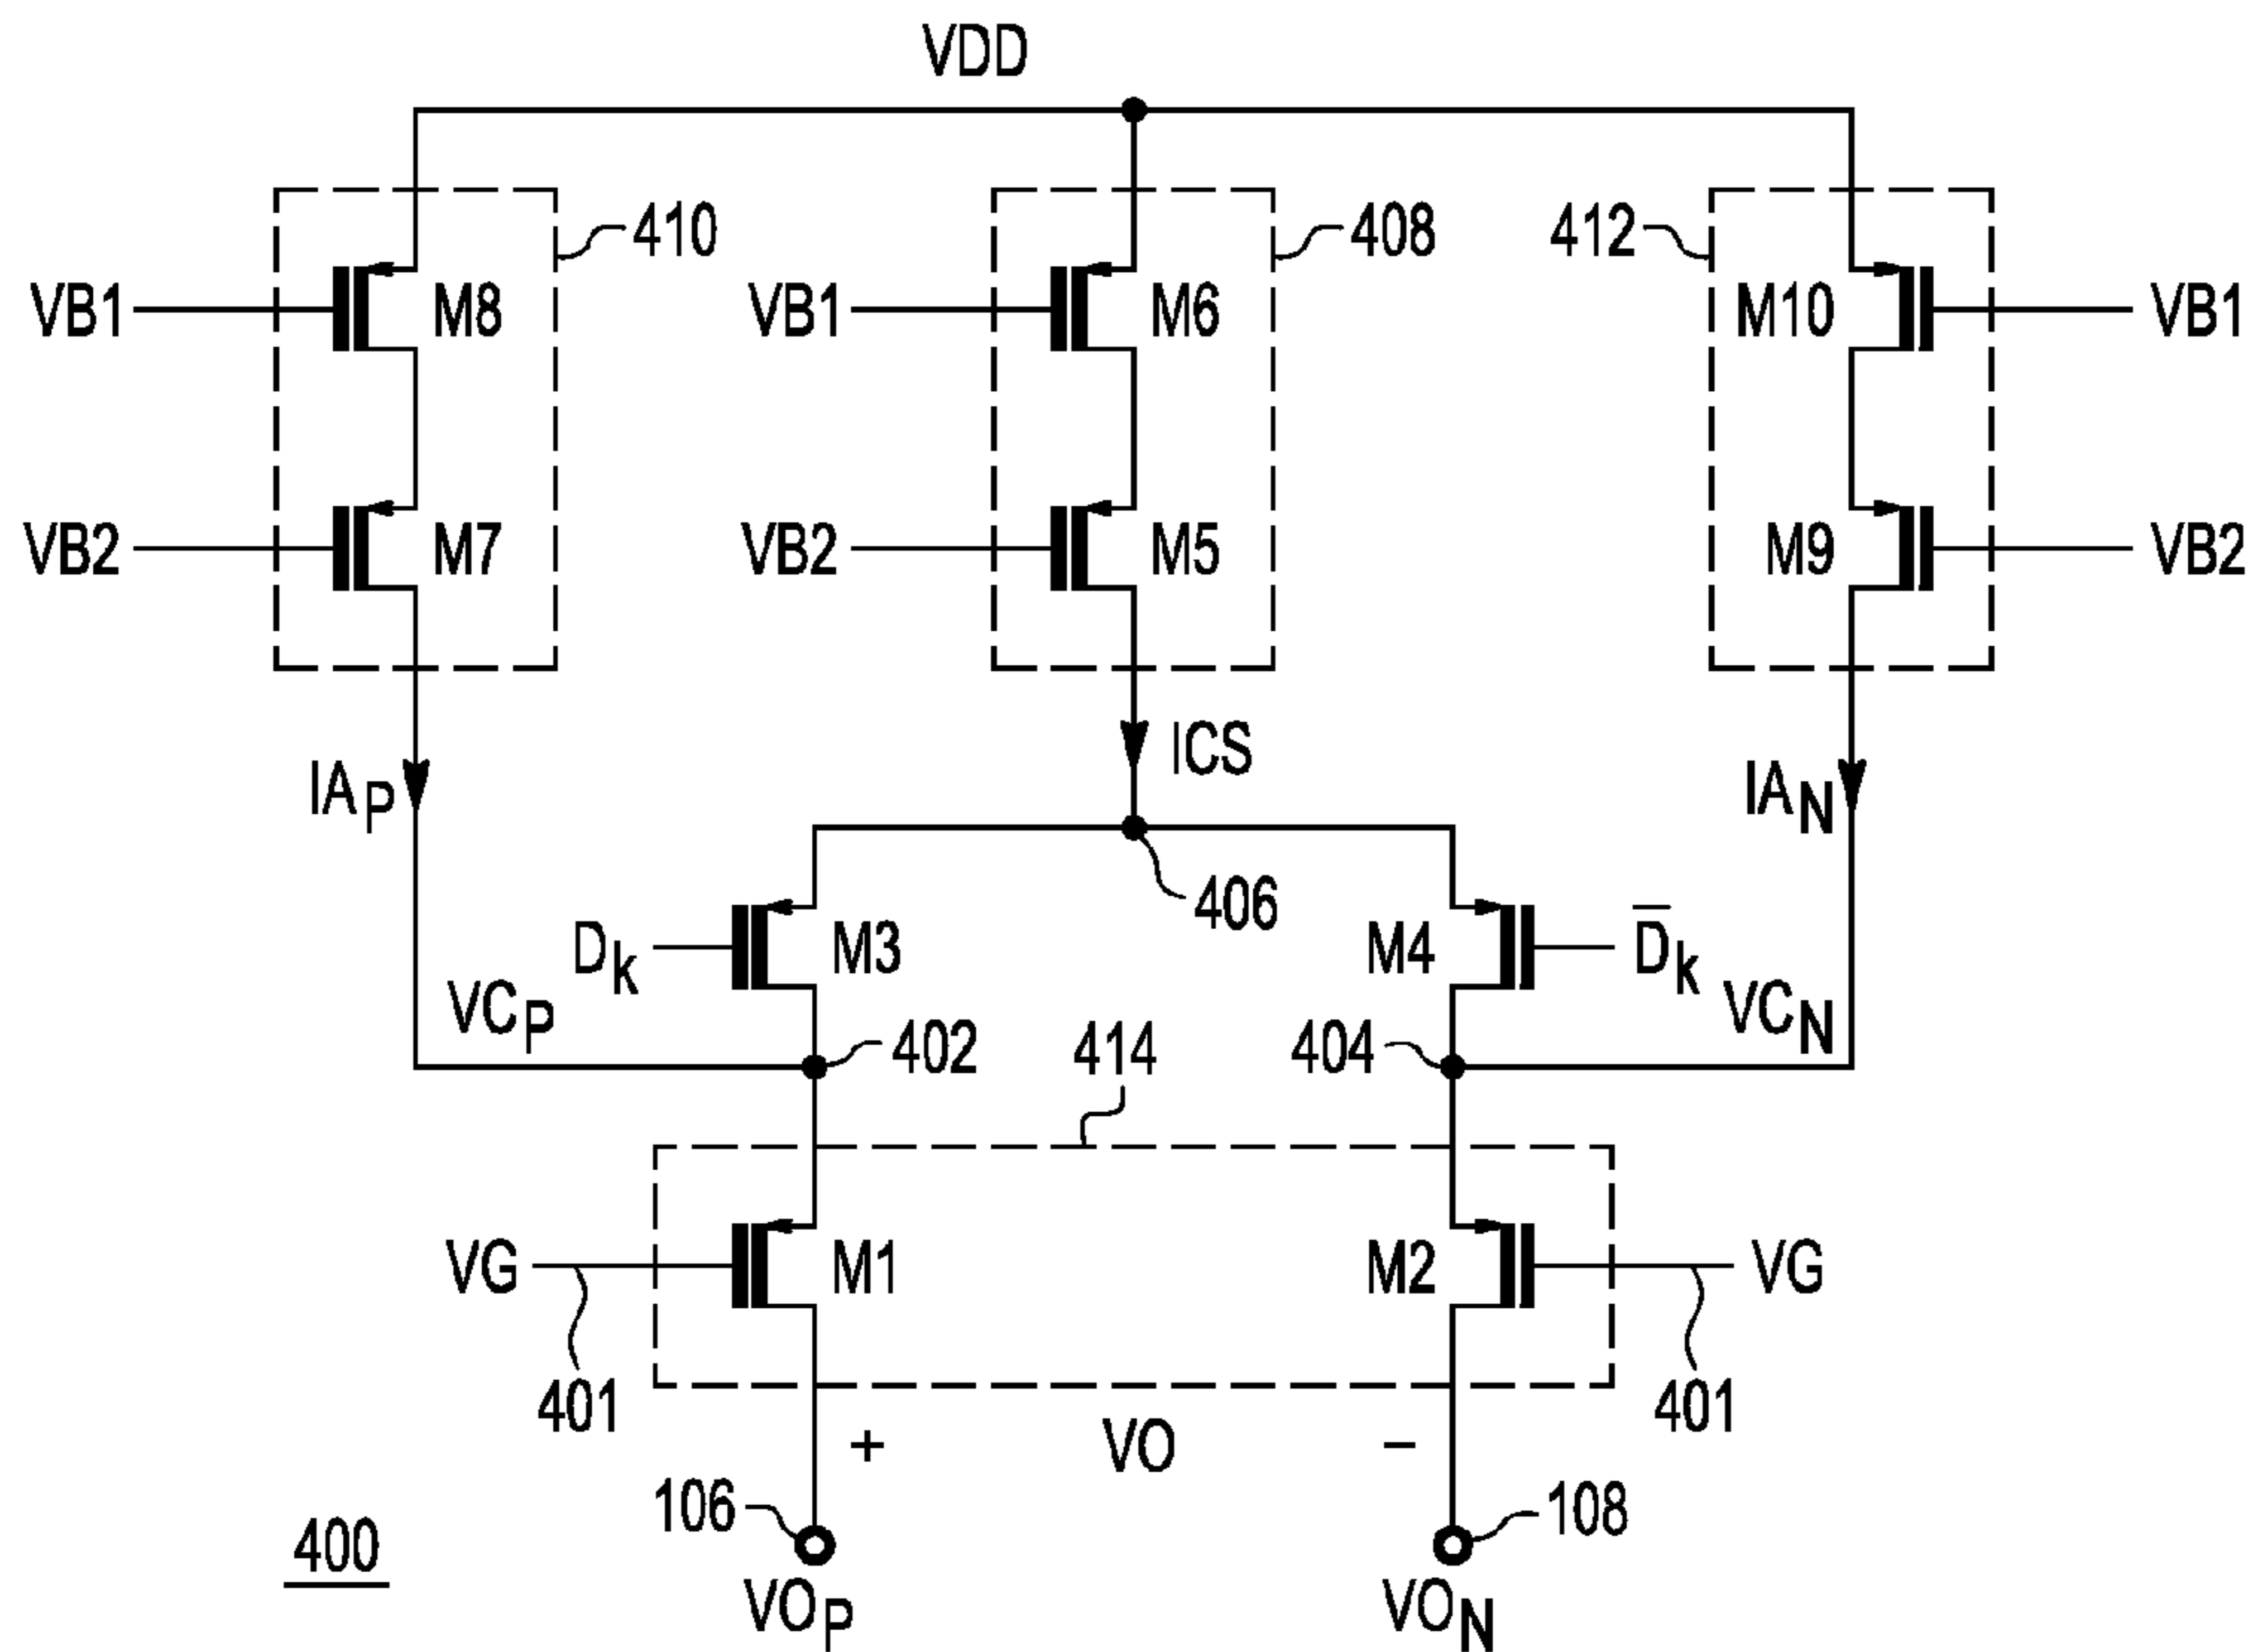 VDD
410
408
412
VB1
M8
VB1
M6
M10
VB1
VB2
M7
VB2
M5
M9
VB2
IAP
ICS
IAN
406
Dk
M3
M4
D̅k
VCP
402
414
404
VCN
VG
M1
M2
VG
401
401
+
VO
−
106
108
400
VOP
VON